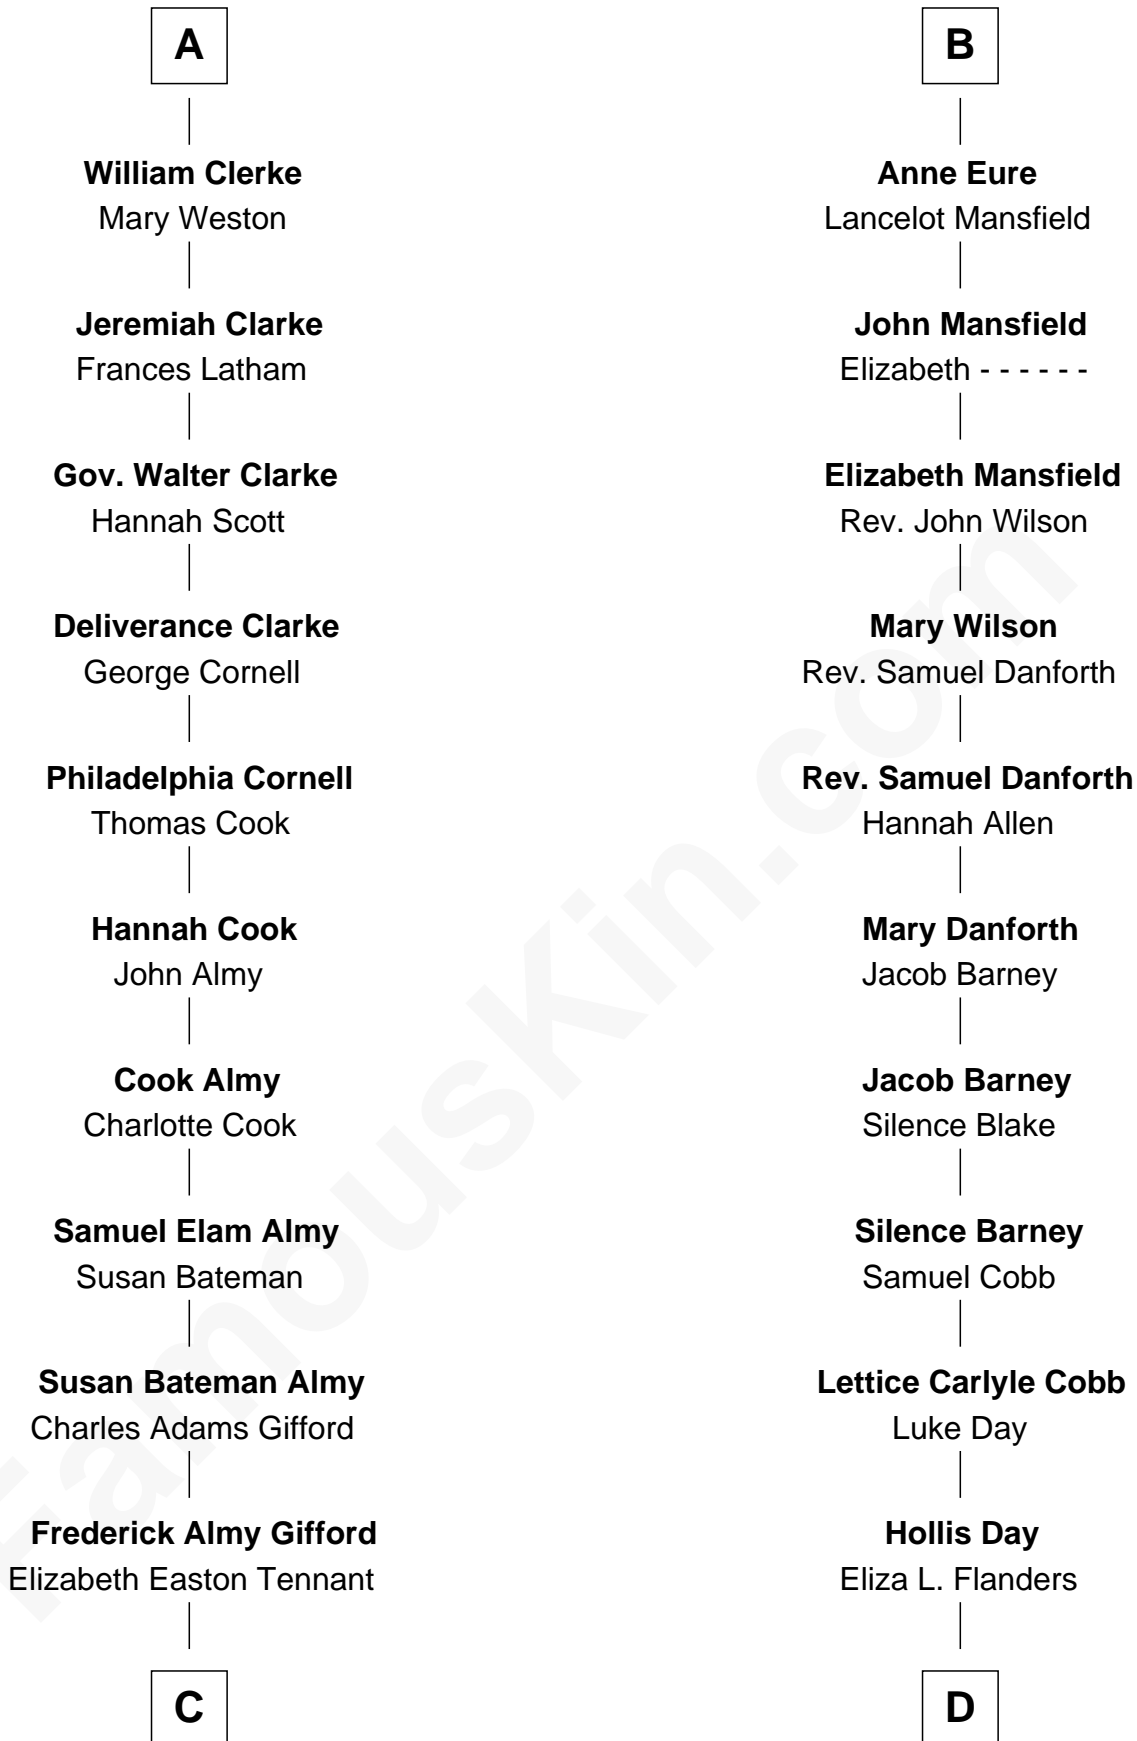 A
William Clerke
Mary Weston
Jeremiah Clarke
Frances Latham
Gov. Walter Clarke
Hannah Scott
Deliverance Clarke
George Cornell
Philadelphia Cornell
Thomas Cook
Hannah Cook
John Almy
Cook Almy
Charlotte Cook
Samuel Elam Almy
Susan Bateman
Susan Bateman Almy
Charles Adams Gifford
Frederick Almy Gifford
Elizabeth Easton Tennant
C
B
Anne Eure
Lancelot Mansfield
John Mansfield
Elizabeth - - - - - -
Elizabeth Mansfield
Rev. John Wilson
Mary Wilson
Rev. Samuel Danforth
Rev. Samuel Danforth
Hannah Allen
Mary Danforth
Jacob Barney
Jacob Barney
Silence Blake
Silence Barney
Samuel Cobb
Lettice Carlyle Cobb
Luke Day
Hollis Day
Eliza L. Flanders
D
FamousKin.com